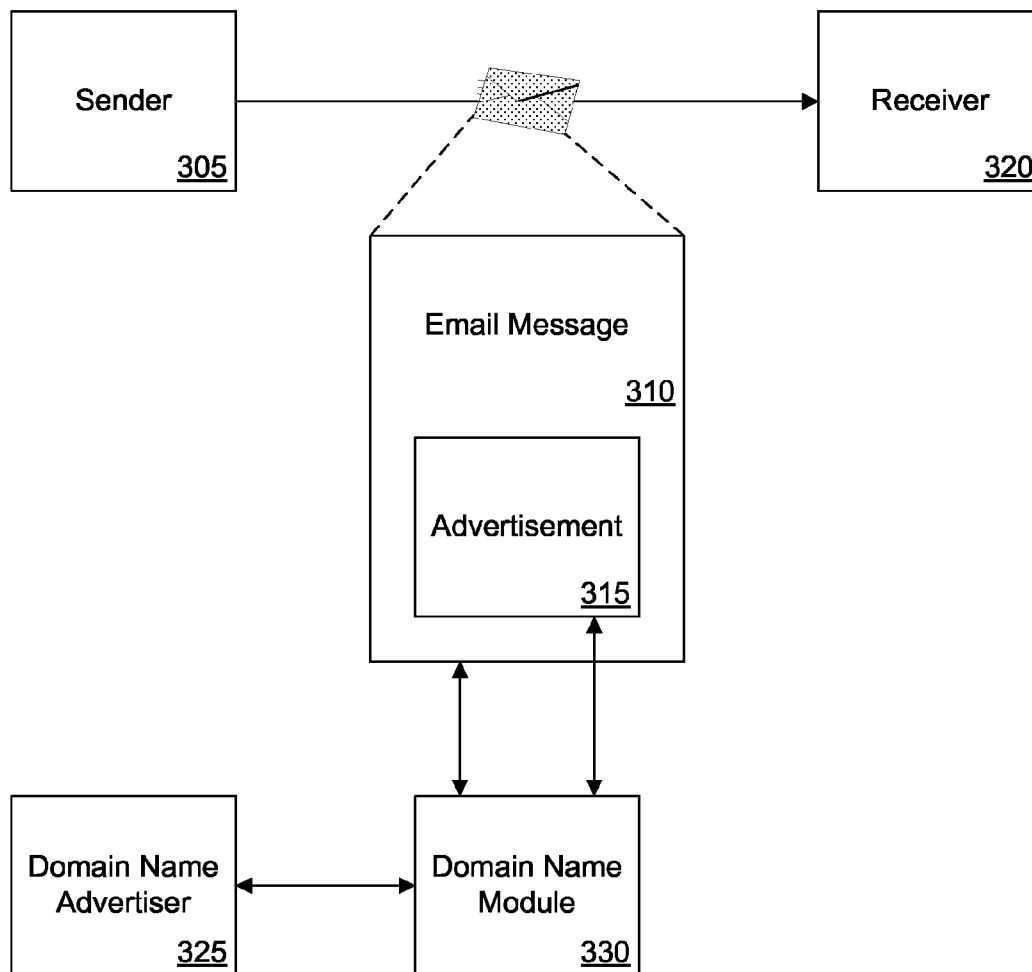 Sender
305
Receiver
320
Email Message
310
Advertisement
315
Domain Name
Advertiser
325
Domain Name
Module
330